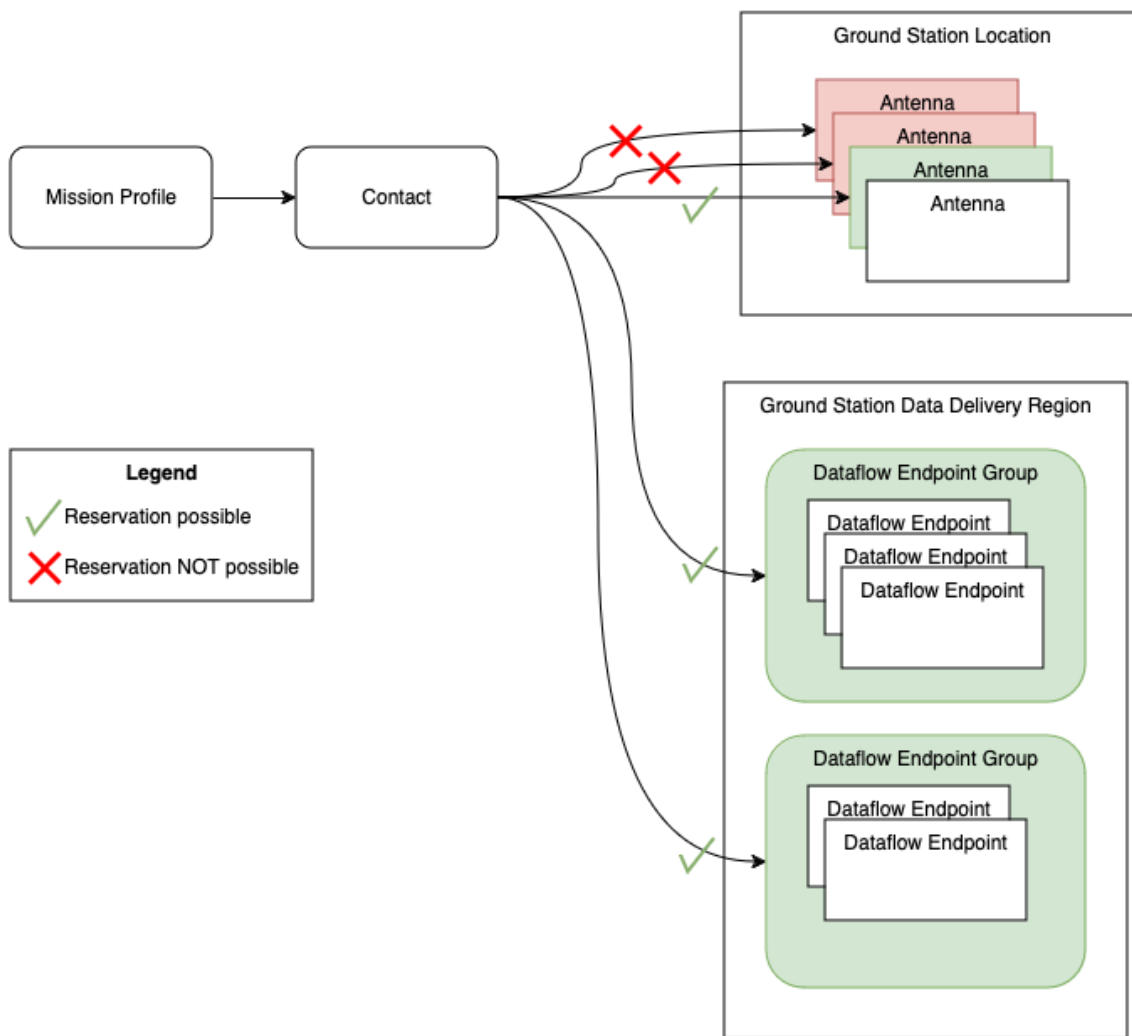 Ground Station Location
Antenna
Antenna
Antenna
Antenna
Mission Profile
Contact
Ground Station Data Delivery Region
Dataflow Endpoint Group
Dataflow Endpoint
Dataflow Endpoint
Dataflow Endpoint
Legend
Reservation possible
Reservation NOT possible
Dataflow Endpoint Group
Dataflow Endpoint
Dataflow Endpoint